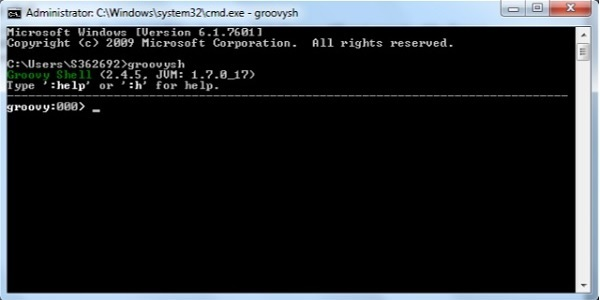 Administrator: C:\Windows\system32\cmd.exe - groovysh
Microsoft Windows [Version 6.1.7601]
Copyright (c) 2009 Microsoft Corporation.  All rights reserved.
C:\Users\S362692>groovysh
Groovy Shell (2.4.5, JVM: 1.7.0_17)
Type ':help' or ':h' for help.
groovy:000> _